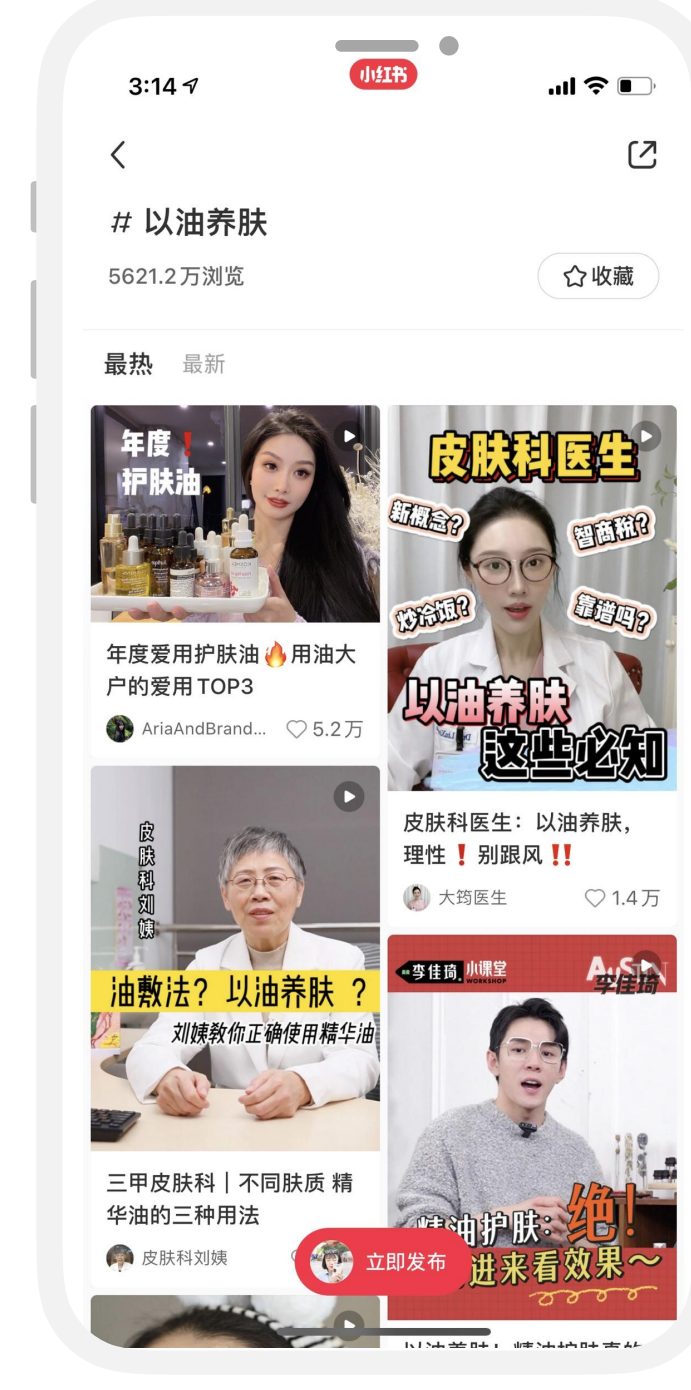 3:14
小红书
# 以油养肤
5621.2万浏览
收藏
最热
最新
年度❗
护肤油
年度爱用护肤油🔥用油大
户的爱用TOP3
AriaAndBrand...
5.2万
皮肤科医生
新概念?
智商税?
炒冷饭?
靠谱吗?
以油养肤
这些必知
皮肤科医生：以油养肤，
理性❗别跟风‼️
大筠医生
1.4万
皮肤科刘姨
油敷法? 以油养肤 ?
刘姨教你正确使用精华油
三甲皮肤科｜不同肤质 精
华油的三种用法
皮肤科刘姨
李佳琦 小课堂
WORKSHOP
李佳琦
精油护肤：绝!
进来看效果～
立即发布